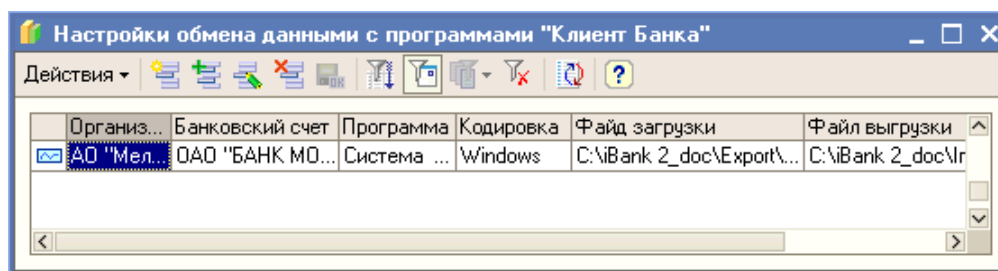 Настройки обмена данными с программами "Клиент Банка"
Действия
Организ... Банковский счет Программа Кодировка Файд загрузки Файл выгрузки
АО "Мел... ОАО "БАНК МО... Система ... Windows C:\iBank 2_doc\Export\... C:\iBank 2_doc\Ir